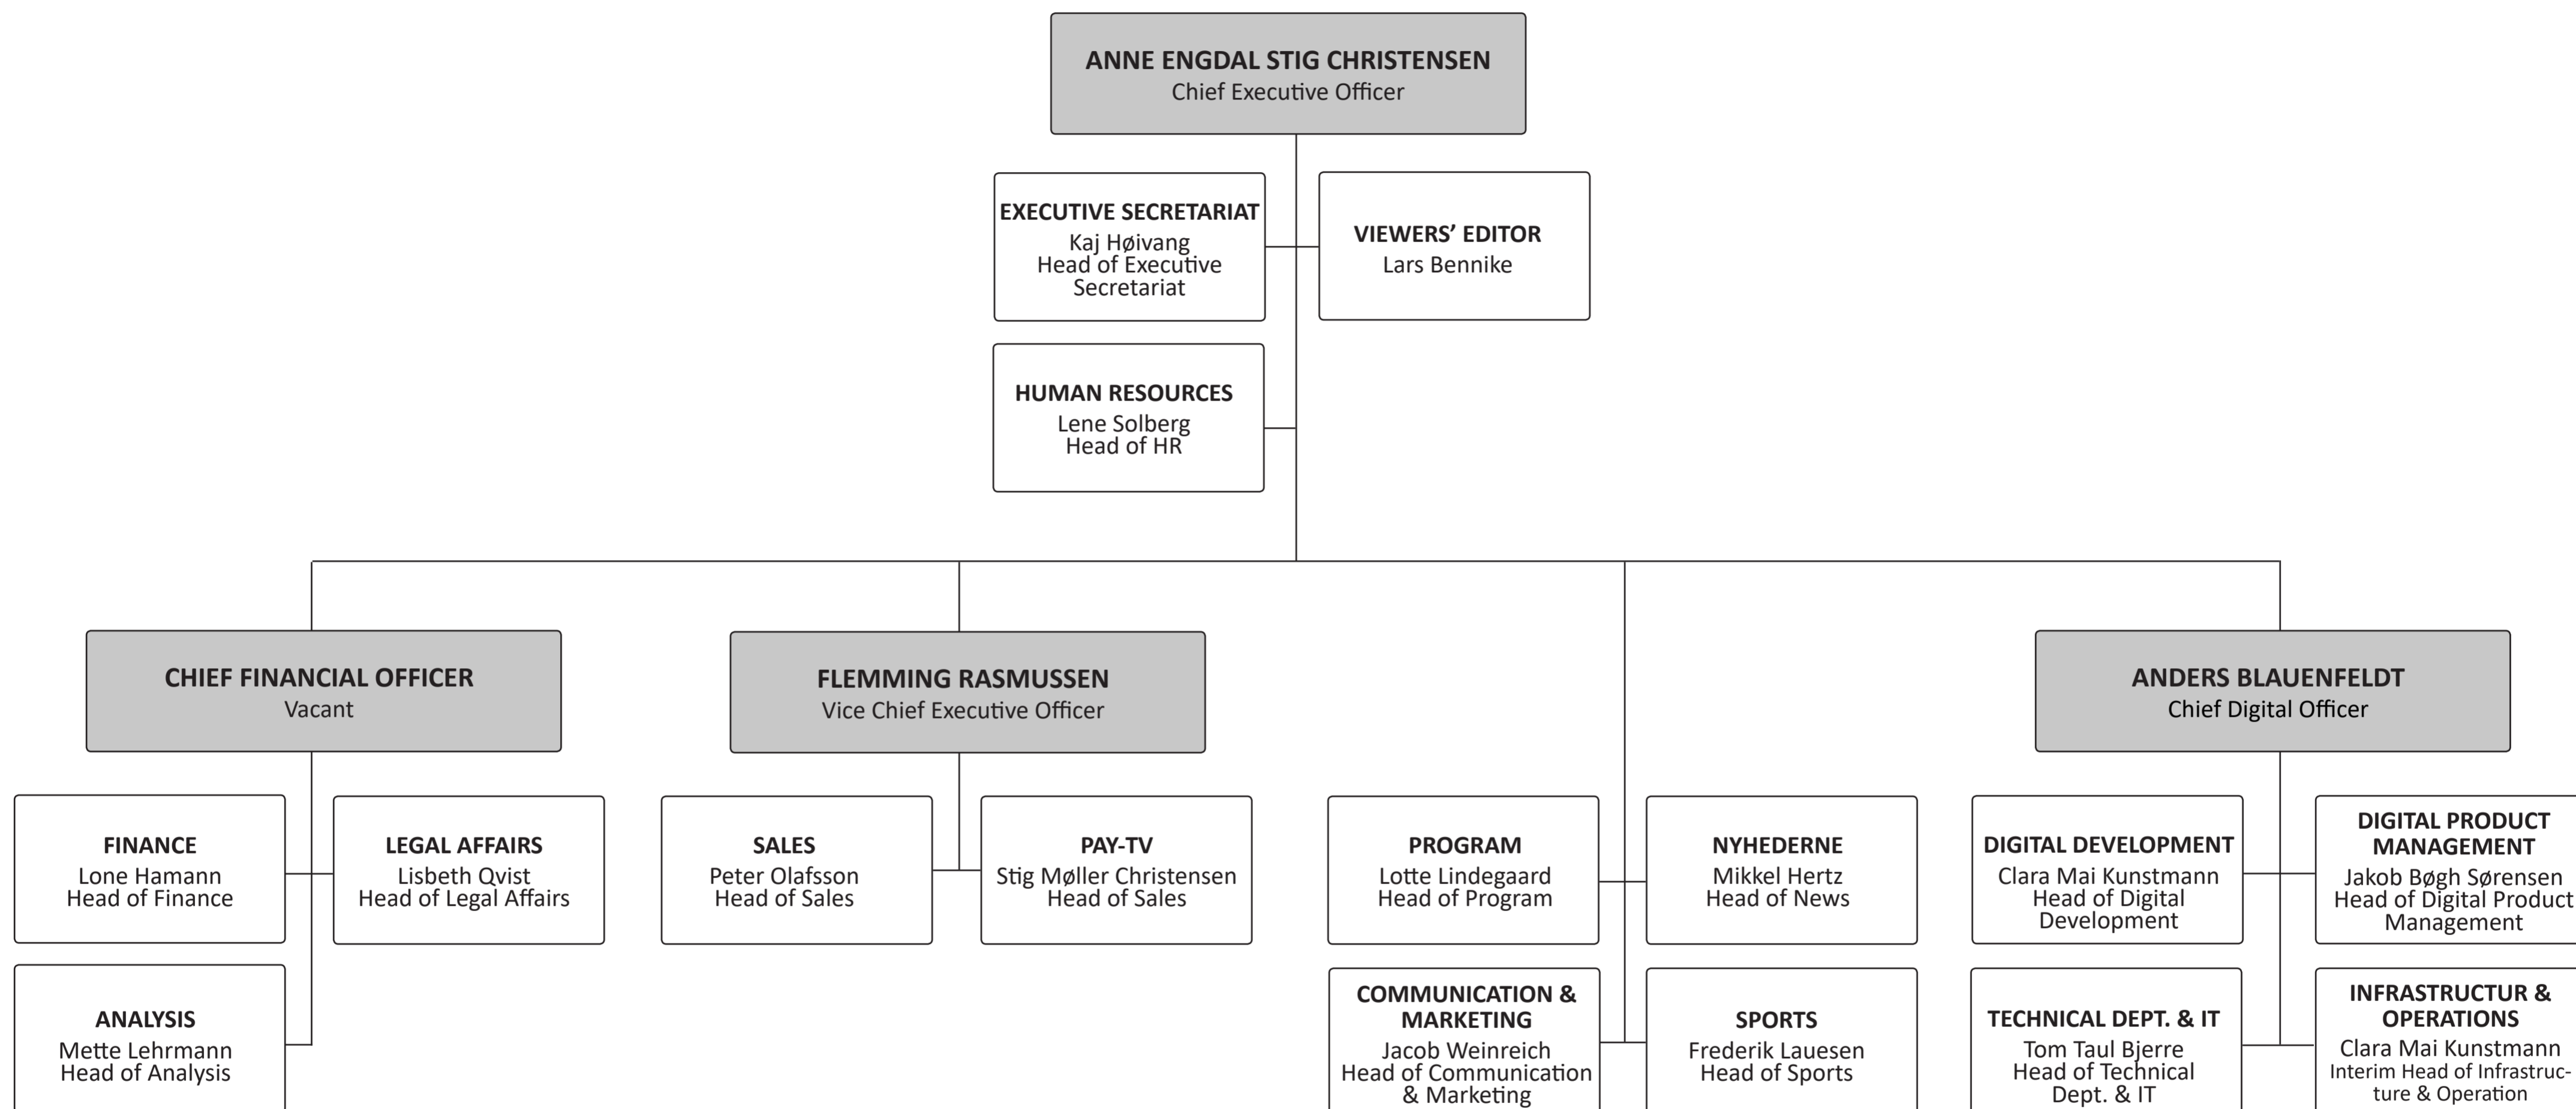 ANNE ENGDAL STIG CHRISTENSEN
Chief Executive Officer
EXECUTIVE SECRETARIAT
Kaj Høivang
Head of Executive
Secretariat
VIEWERS’ EDITOR
Lars Bennike
HUMAN RESOURCES
Lene Solberg
Head of HR
CHIEF FINANCIAL OFFICER
Vacant
FLEMMING RASMUSSEN
Vice Chief Executive Officer
ANDERS BLAUENFELDT
Chief Digital Officer
FINANCE
Lone Hamann
Head of Finance
LEGAL AFFAIRS
Lisbeth Qvist
Head of Legal Affairs
SALES
Peter Olafsson
Head of Sales
PAY-TV
Stig Møller Christensen
Head of Sales
PROGRAM
Lotte Lindegaard
Head of Program
NYHEDERNE
Mikkel Hertz
Head of News
DIGITAL DEVELOPMENT
Clara Mai Kunstmann
Head of Digital
Development
DIGITAL PRODUCT
MANAGEMENT
Jakob Bøgh Sørensen
Head of Digital Product
Management
ANALYSIS
Mette Lehrmann
Head of Analysis
COMMUNICATION &
MARKETING
Jacob Weinreich
Head of Communication
& Marketing
SPORTS
Frederik Lauesen
Head of Sports
TECHNICAL DEPT. & IT
Tom Taul Bjerre
Head of Technical
Dept. & IT
INFRASTRUCTUR &
OPERATIONS
Clara Mai Kunstmann
Interim Head of Infrastruc-
ture & Operation